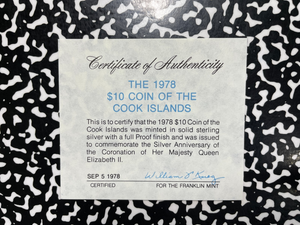 Certificate of Authenticity
THE 1978
$10 COIN OF THE
COOK ISLANDS
This is to certify that the 1978 $10 Coin of the
Cook Islands was minted in solid sterling
silver with a full Proof finish and was issued
to commemorate the Silver Anniversary of
the Coronation of Her Majesty Queen
Elizabeth II.
SEP 5 1978
CERTIFIED FOR THE FRANKLIN MINT